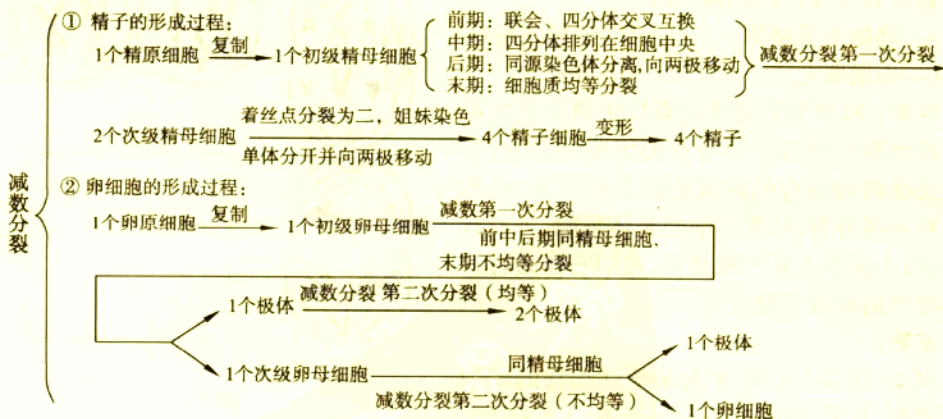 减数分裂
① 精子的形成过程：
1个精原细胞 复制 1个初级精母细胞
前期：联会、四分体交叉互换
中期：四分体排列在细胞中央
后期：同源染色体分离,向两极移动
末期：细胞质均等分裂
减数分裂第一次分裂
2个次级精母细胞 着丝点分裂为二，姐妹染色
单体分开并向两极移动
4个精子细胞 变形 4个精子
② 卵细胞的形成过程：
1个卵原细胞 复制 1个初级卵母细胞 减数第一次分裂
前中后期同精母细胞、
末期不均等分裂
1个极体 减数分裂 第二次分裂（均等） 2个极体
1个次级卵母细胞 同精母细胞
减数分裂第二次分裂（不均等）
1个极体
1个卵细胞